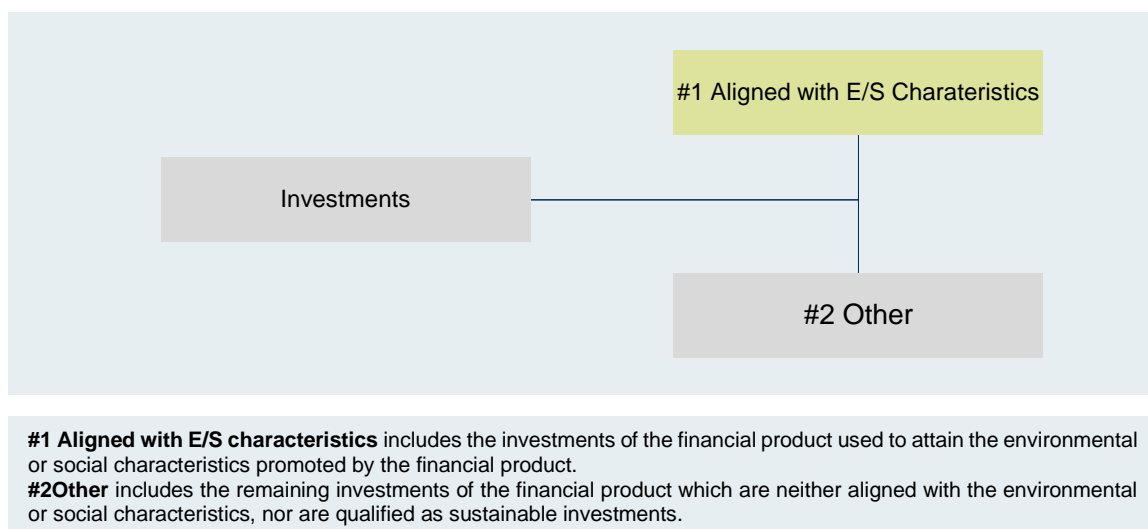 #1 Aligned with E/S Charateristics
Investments
#2 Other
#1 Aligned with E/S characteristics includes the investments of the financial product used to attain the environmental
or social characteristics promoted by the financial product.
#2Other includes the remaining investments of the financial product which are neither aligned with the environmental
or social characteristics, nor are qualified as sustainable investments.